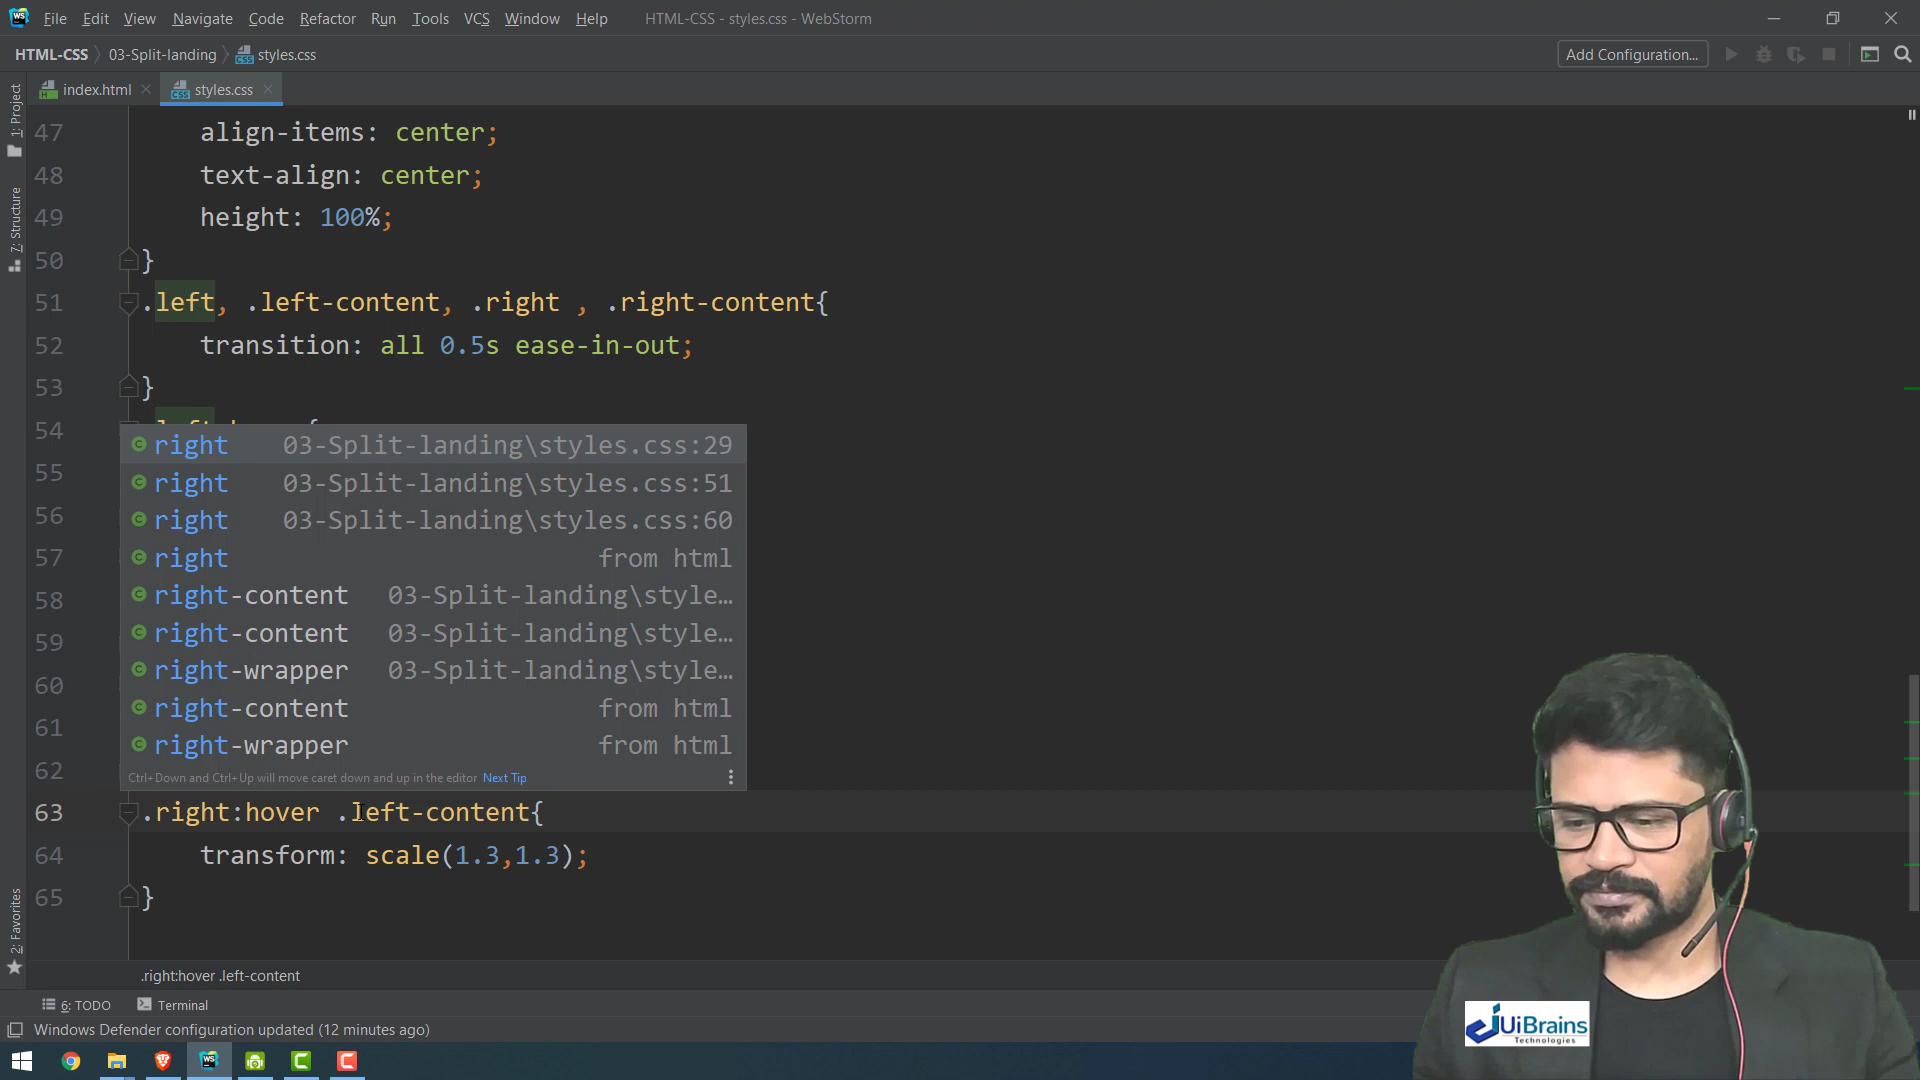 File Edit View Navigate Code Refactor Run Tools VCS Window Help HTML-CSS - styles.css - WebStorm
HTML-CSS 03-Split-landing styles.css Add Configuration...
index.html styles.css
1: Project
7: Structure
2: Favorites
47 align-items: center;
48 text-align: center;
49 height: 100%;
50 }
51 .left, .left-content, .right , .right-content{
52 transition: all 0.5s ease-in-out;
53 }
54
55
56
57
58
59
60
61
62
right 03-Split-landing\styles.css:29
right 03-Split-landing\styles.css:51
right 03-Split-landing\styles.css:60
right from html
right-content 03-Split-landing\style…
right-content 03-Split-landing\style…
right-wrapper 03-Split-landing\style…
right-content from html
right-wrapper from html
Ctrl+Down and Ctrl+Up will move caret down and up in the editor Next Tip
63 .right:hover .left-content{
64 transform: scale(1.3,1.3);
65 }
.right:hover .left-content
6: TODO Terminal
Windows Defender configuration updated (12 minutes ago)
UiBrains
Technologies